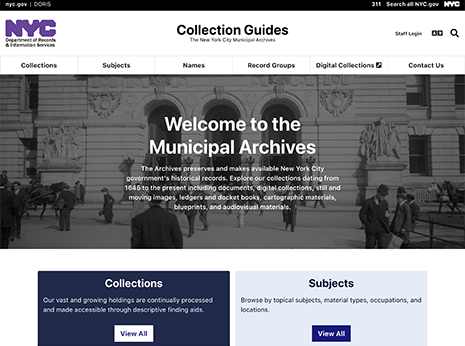 nyc.gov | DORIS
311 Search all NYC.gov NYC
NYC
Department of Records
& Information Services
Collection Guides
The New York City Municipal Archives
Staff Login
Collections Subjects Names Record Groups Digital Collections Contact Us
Welcome to the
Municipal Archives
The Archives preserves and makes available New York City
government's historical records. Explore our collections dating from
1645 to the present including documents, digital collections, still and
moving images, ledgers and docket books, cartographic materials,
blueprints, and audiovisual materials.
Collections
Our vast and growing holdings are continually processed
and made accessible through descriptive finding aids.
View All
Subjects
Browse by topical subjects, material types, occupations, and
locations.
View All